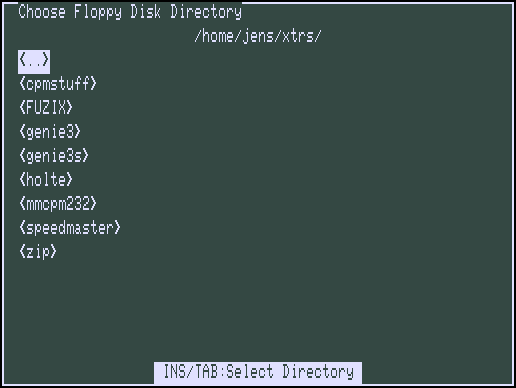 Choose Floppy Disk Directory
/home/jens/xtrs/
<..>
<cpmstuff>
<FUZIX>
<genie3>
<genie3s>
<holte>
<mmcpm232>
<speedmaster>
<zip>
INS/TAB:Select Directory